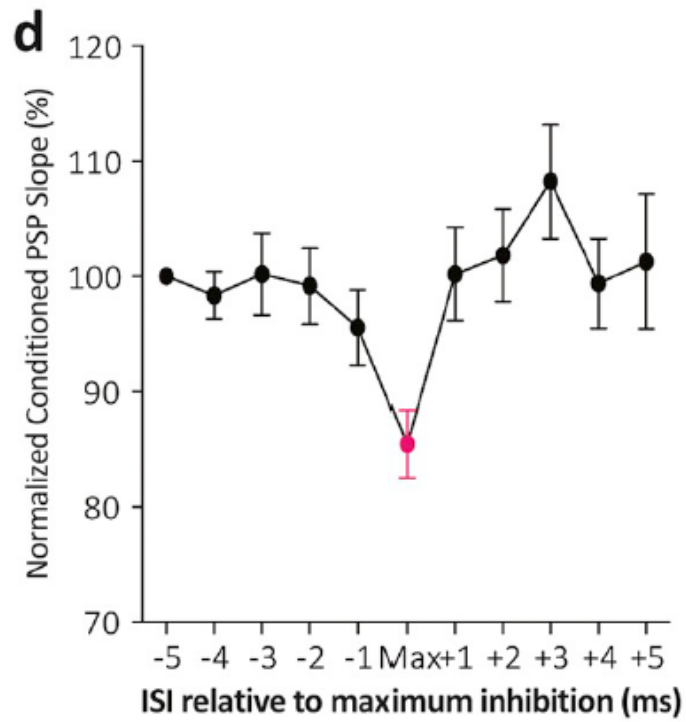 d
Normalized Conditioned PSP Slope (%)
120
110
100
90
80
70
-5 -4 -3 -2 -1 Max +1 +2 +3 +4 +5
ISI relative to maximum inhibition (ms)